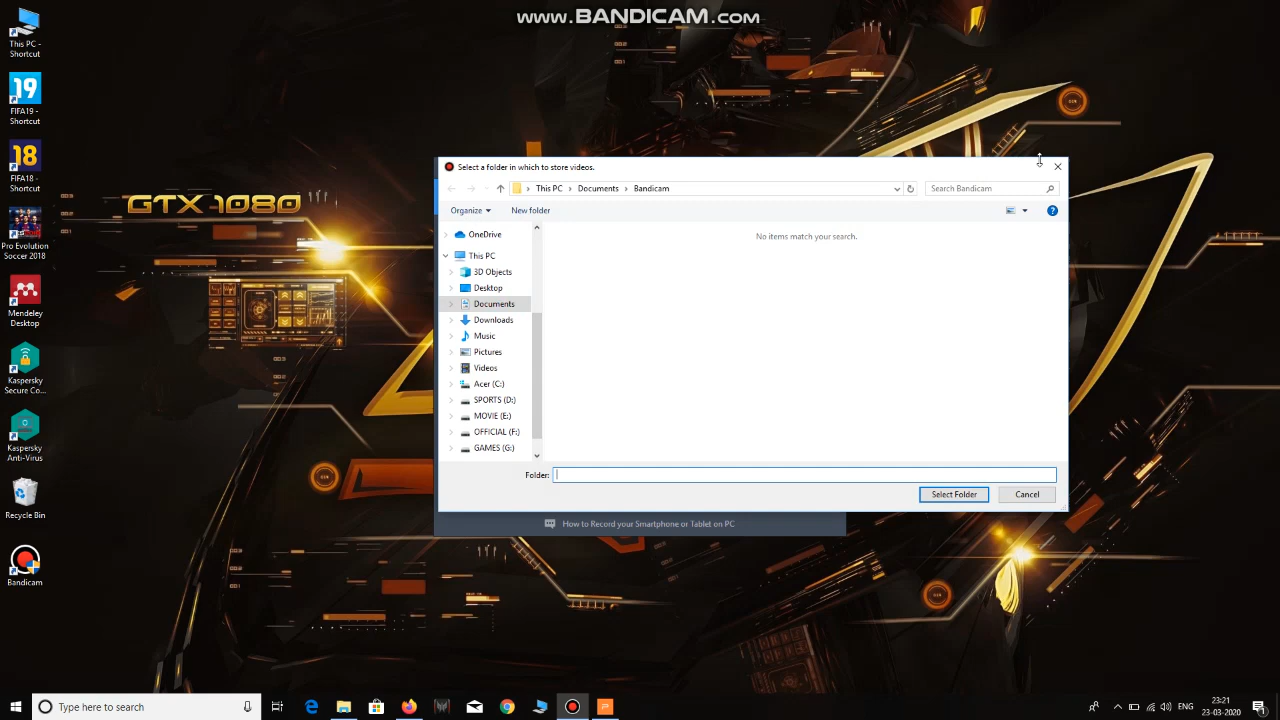 www.BANDICAM.com
This PC -
Shortcut
19
FIFA19 -
Shortcut
18
FIFA18 -
Shortcut
Pro Evolution
Soccer 2018
Mendeley
Desktop
Kaspersky
Secure Co...
Kaspersky
Anti-Virus
Recycle Bin
Bandicam
GTX-1080
Select a folder in which to store videos.
This PC > Documents > Bandicam
Search Bandicam
Organize
New folder
No items match your search.
OneDrive
This PC
3D Objects
Desktop
Documents
Downloads
Music
Pictures
Videos
Acer (C:)
SPORTS (D:)
MOVIE (E:)
OFFICIAL (F:)
GAMES (G:)
Folder:
Select Folder
Cancel
How to Record your Smartphone or Tablet on PC
Type here to search
ENG
23:21
23-03-2020